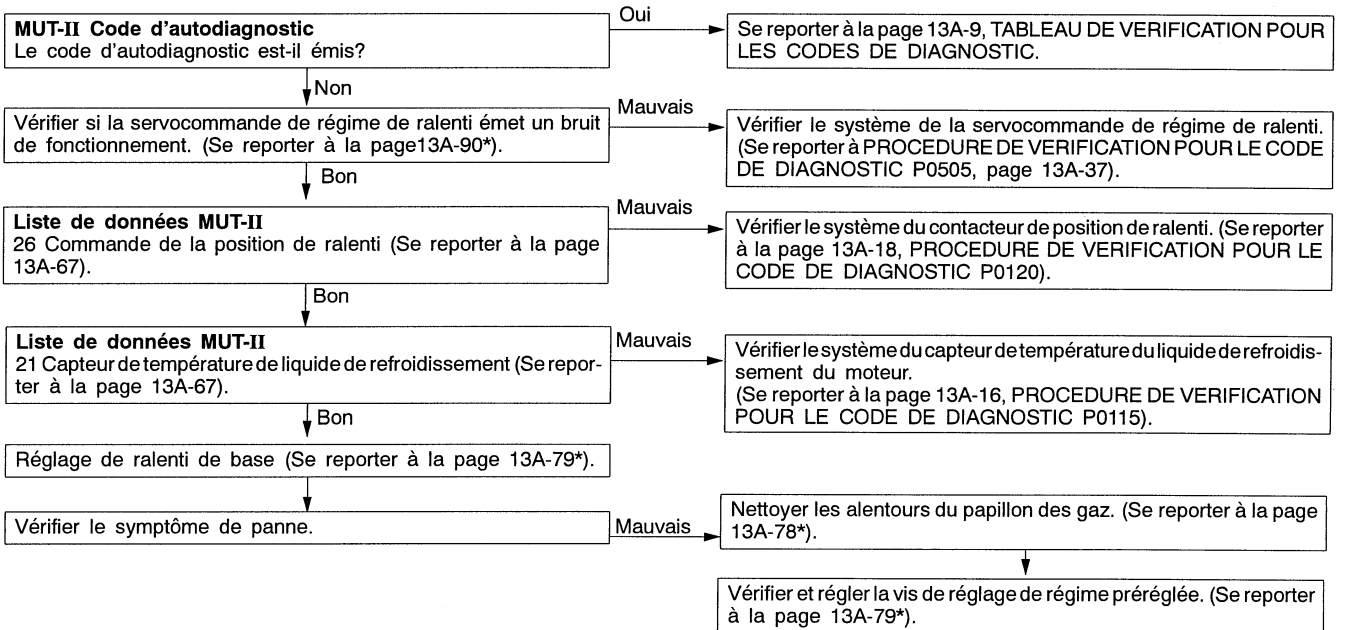 MUT-II Code d'autodiagnostic
Le code d'autodiagnostic est-il émis?
Oui
Se reporter à la page 13A-9, TABLEAU DE VERIFICATION POUR
LES CODES DE DIAGNOSTIC.
Non
Vérifier si la servocommande de régime de ralenti émet un bruit
de fonctionnement. (Se reporter à la page13A-90*).
Mauvais
Vérifier le système de la servocommande de régime de ralenti.
(Se reporter à PROCEDURE DE VERIFICATION POUR LE CODE
DE DIAGNOSTIC P0505, page 13A-37).
Bon
Liste de données MUT-II
26 Commande de la position de ralenti (Se reporter à la page
13A-67).
Mauvais
Vérifier le système du contacteur de position de ralenti. (Se reporter
à la page 13A-18, PROCEDURE DE VERIFICATION POUR LE
CODE DE DIAGNOSTIC P0120).
Bon
Liste de données MUT-II
21 Capteur de température de liquide de refroidissement (Se repor-
ter à la page 13A-67).
Mauvais
Vérifier le système du capteur de température du liquide de refroidis-
sement du moteur.
(Se reporter à la page 13A-16, PROCEDURE DE VERIFICATION
POUR LE CODE DE DIAGNOSTIC P0115).
Bon
Réglage de ralenti de base (Se reporter à la page 13A-79*).
Vérifier le symptôme de panne.
Mauvais
Nettoyer les alentours du papillon des gaz. (Se reporter à la page
13A-78*).
Vérifier et régler la vis de réglage de régime préréglée. (Se reporter
à la page 13A-79*).